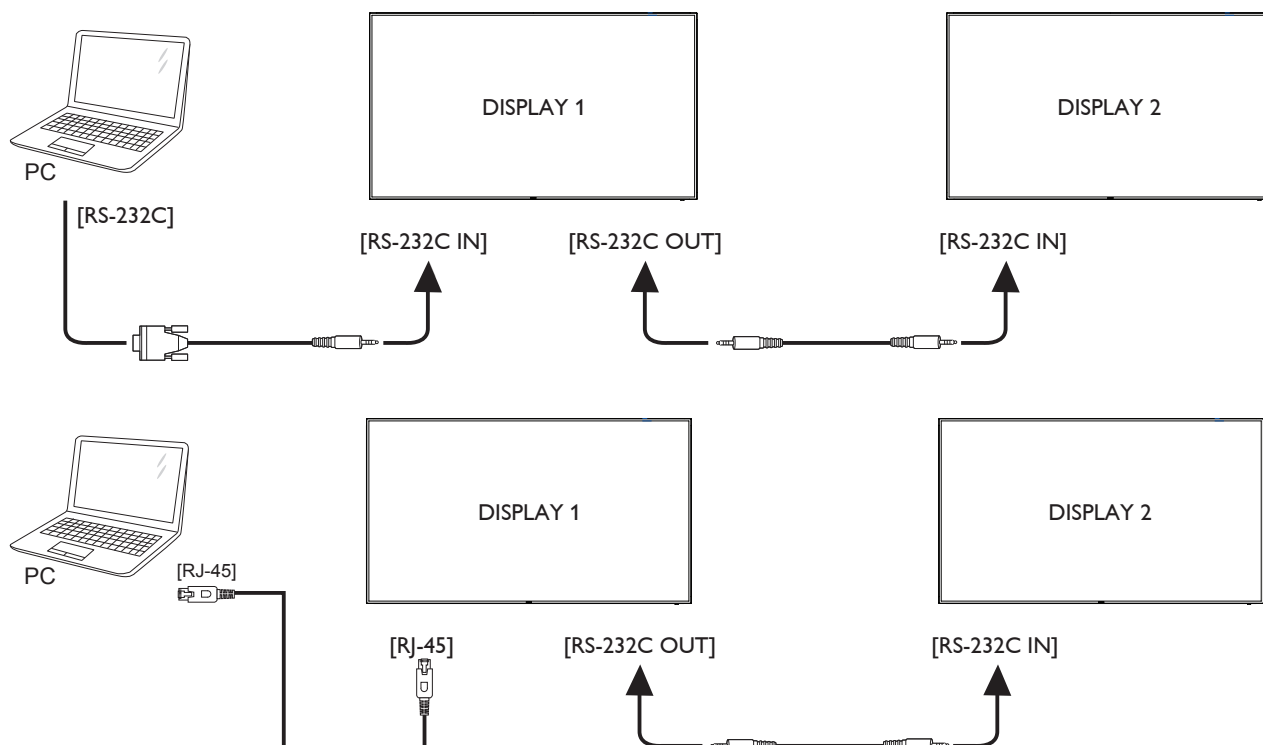 DISPLAY 1
DISPLAY 2
PC
[RS-232C]
[RS-232C IN]
[RS-232C OUT]
[RS-232C IN]
DISPLAY 1
DISPLAY 2
PC
[RJ-45]
[RJ-45]
[RS-232C OUT]
[RS-232C IN]